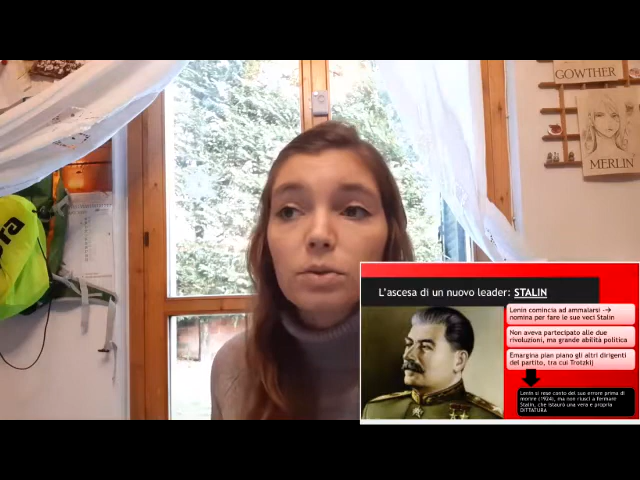 GOWTHER
MERLIN
L'ascesa di un nuovo leader: STALIN
Lenin comincia ad ammalarsi →
nomina per fare le sue veci Stalin
Non aveva partecipato alle due
rivoluzioni, ma grande abilità politica
Emargina pian piano gli altri dirigenti
del partito, tra cui Trotzkij
Lenin si rese conto del suo errore prima di
morire (1924), ma non riuscì a fermare
Stalin, che istaurò una vera e propria
DITTATURA